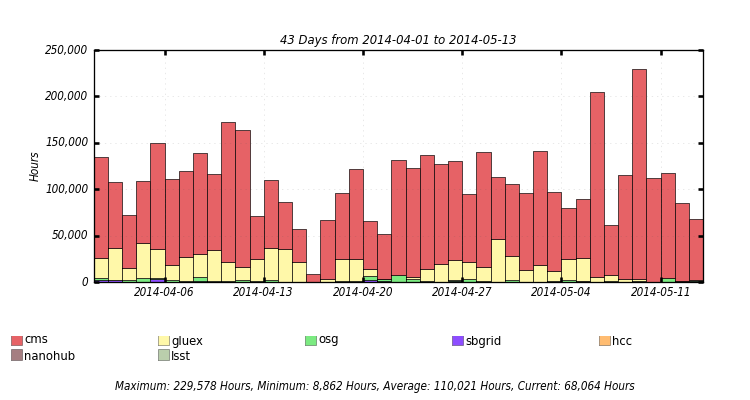 43 Days from 2014-04-01 to 2014-05-13
250,000
200,000
150,000
100,000
50,000
0
Hours
2014-04-06 2014-04-13 2014-04-20 2014-04-27 2014-05-04 2014-05-11
cms gluex osg sbgrid hcc
nanohub lsst
Maximum: 229,578 Hours, Minimum: 8,862 Hours, Average: 110,021 Hours, Current: 68,064 Hours